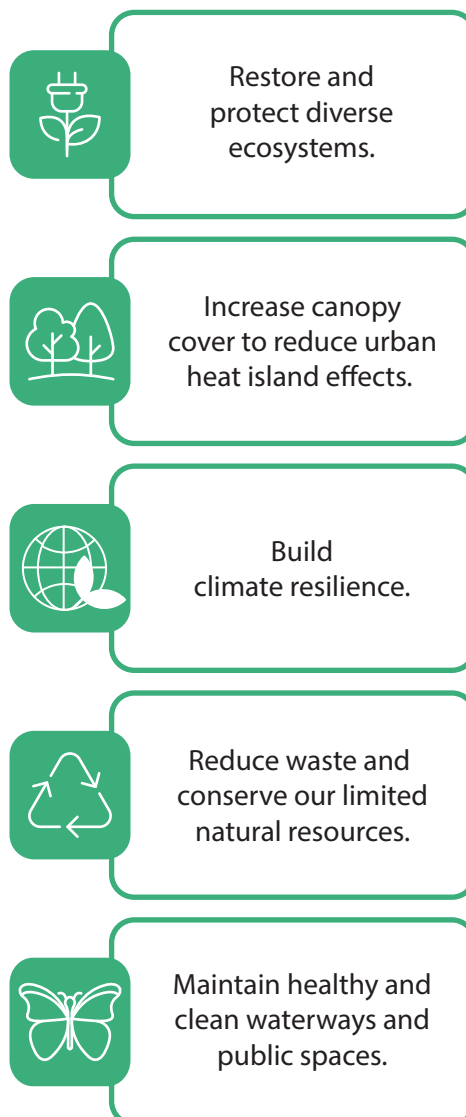 Restore and
protect diverse
ecosystems.
Increase canopy
cover to reduce urban
heat island effects.
Build
climate resilience.
Reduce waste and
conserve our limited
natural resources.
Maintain healthy and
clean waterways and
public spaces.